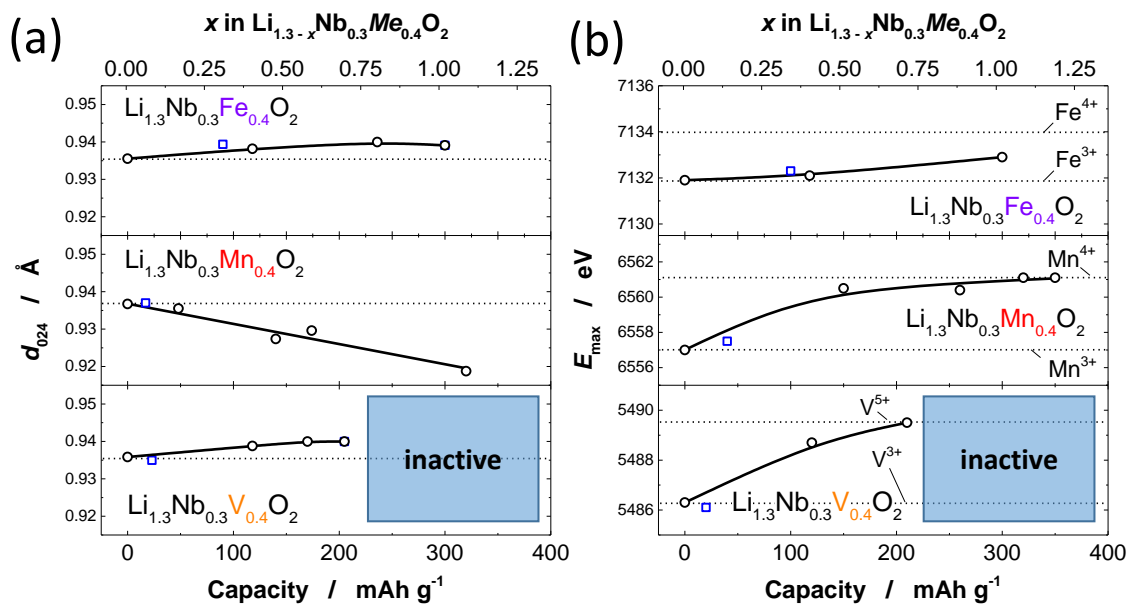 (a)
x in Li1.3 - xNb0.3Me0.4O2
0.00 0.25 0.50 0.75 1.00 1.25
0.95
0.94
0.93
0.92
Li1.3Nb0.3Fe0.4O2
0.95
0.94
0.93
0.92
Li1.3Nb0.3Mn0.4O2
0.95
0.94
0.93
0.92
Li1.3Nb0.3V0.4O2
inactive
d024 / Å
0 100 200 300 400
Capacity / mAh g-1
(b)
x in Li1.3 - xNb0.3Me0.4O2
0.00 0.25 0.50 0.75 1.00 1.25
7136
7134
7132
7130
Fe4+
Fe3+
Li1.3Nb0.3Fe0.4O2
6562
6560
6558
6556
Mn4+
Li1.3Nb0.3Mn0.4O2
Mn3+
5490
5488
5486
V5+
V3+
Li1.3Nb0.3V0.4O2
inactive
Emax / eV
0 100 200 300 400
Capacity / mAh g-1